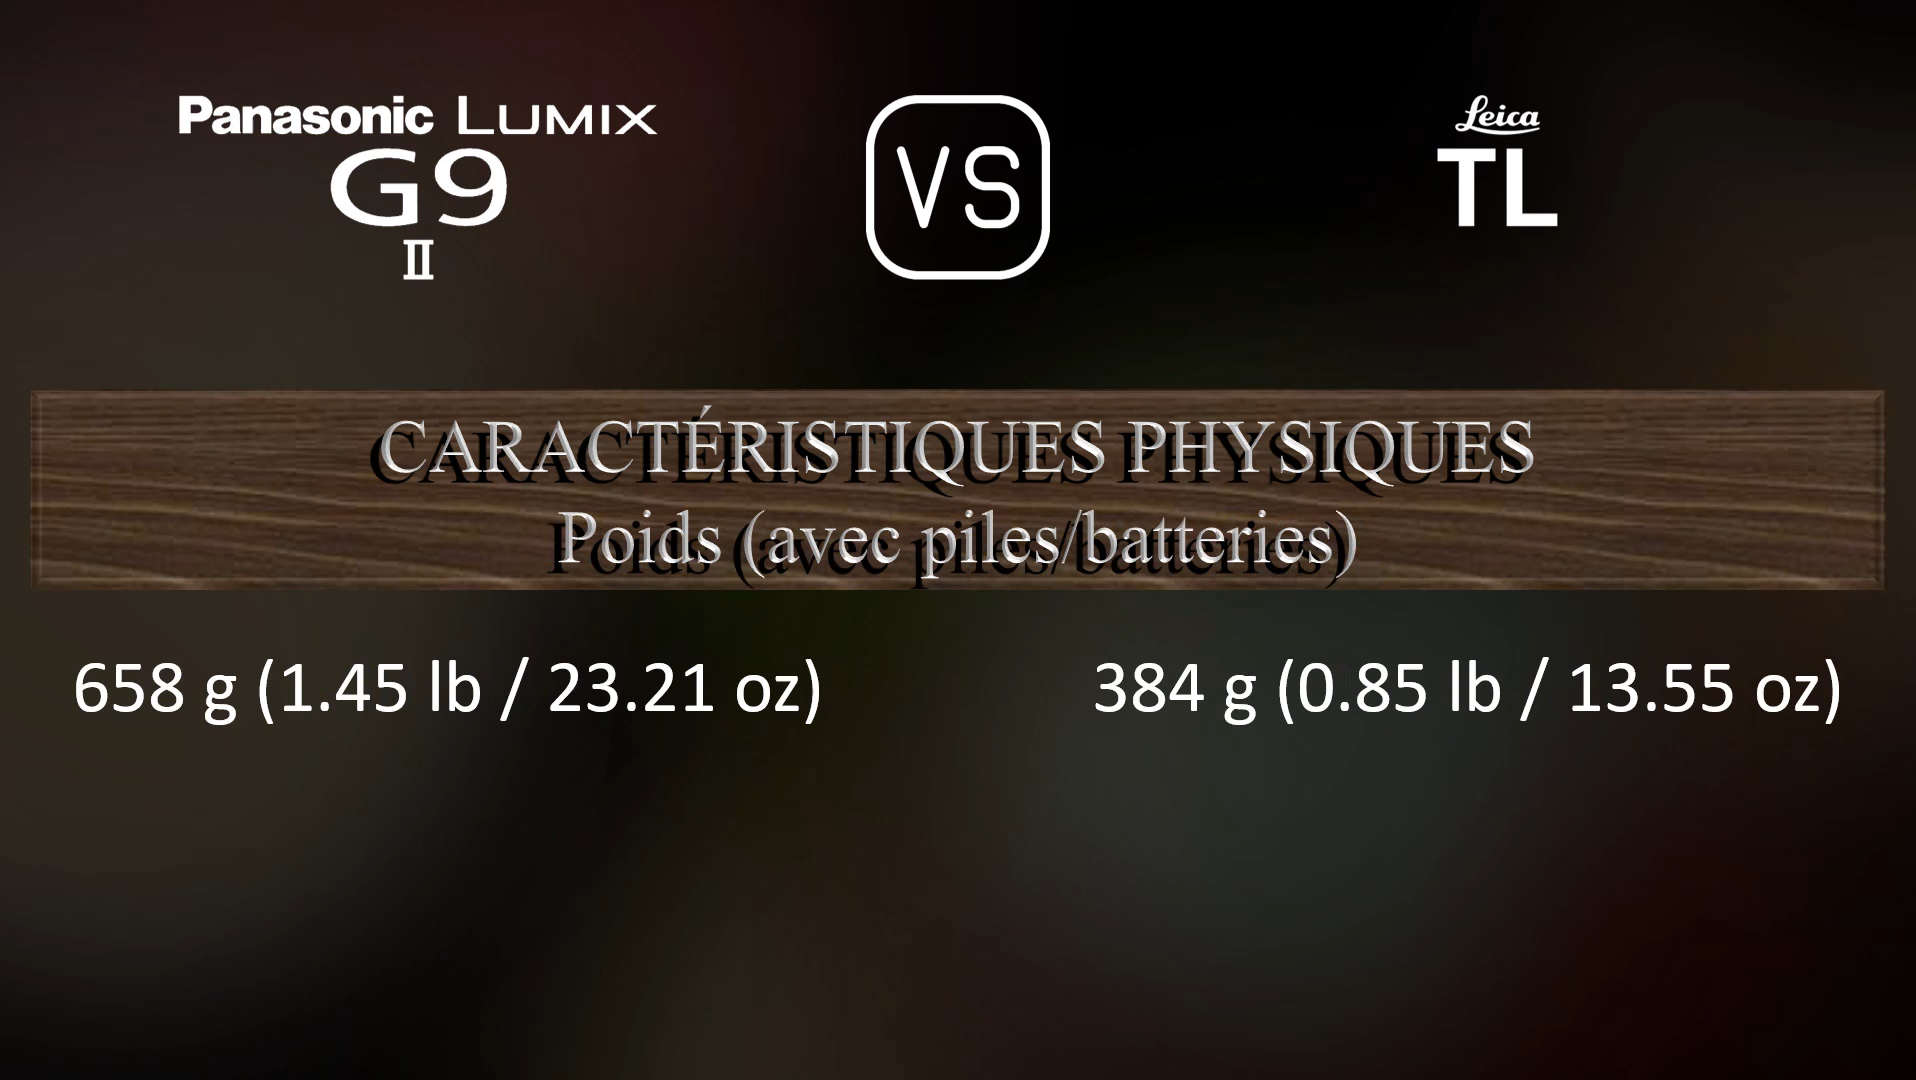 Panasonic LUMIX
G9
II
VS
Leica
TL
CARACTÉRISTIQUES PHYSIQUES
Poids (avec piles/batteries)
658 g (1.45 lb / 23.21 oz)
384 g (0.85 lb / 13.55 oz)